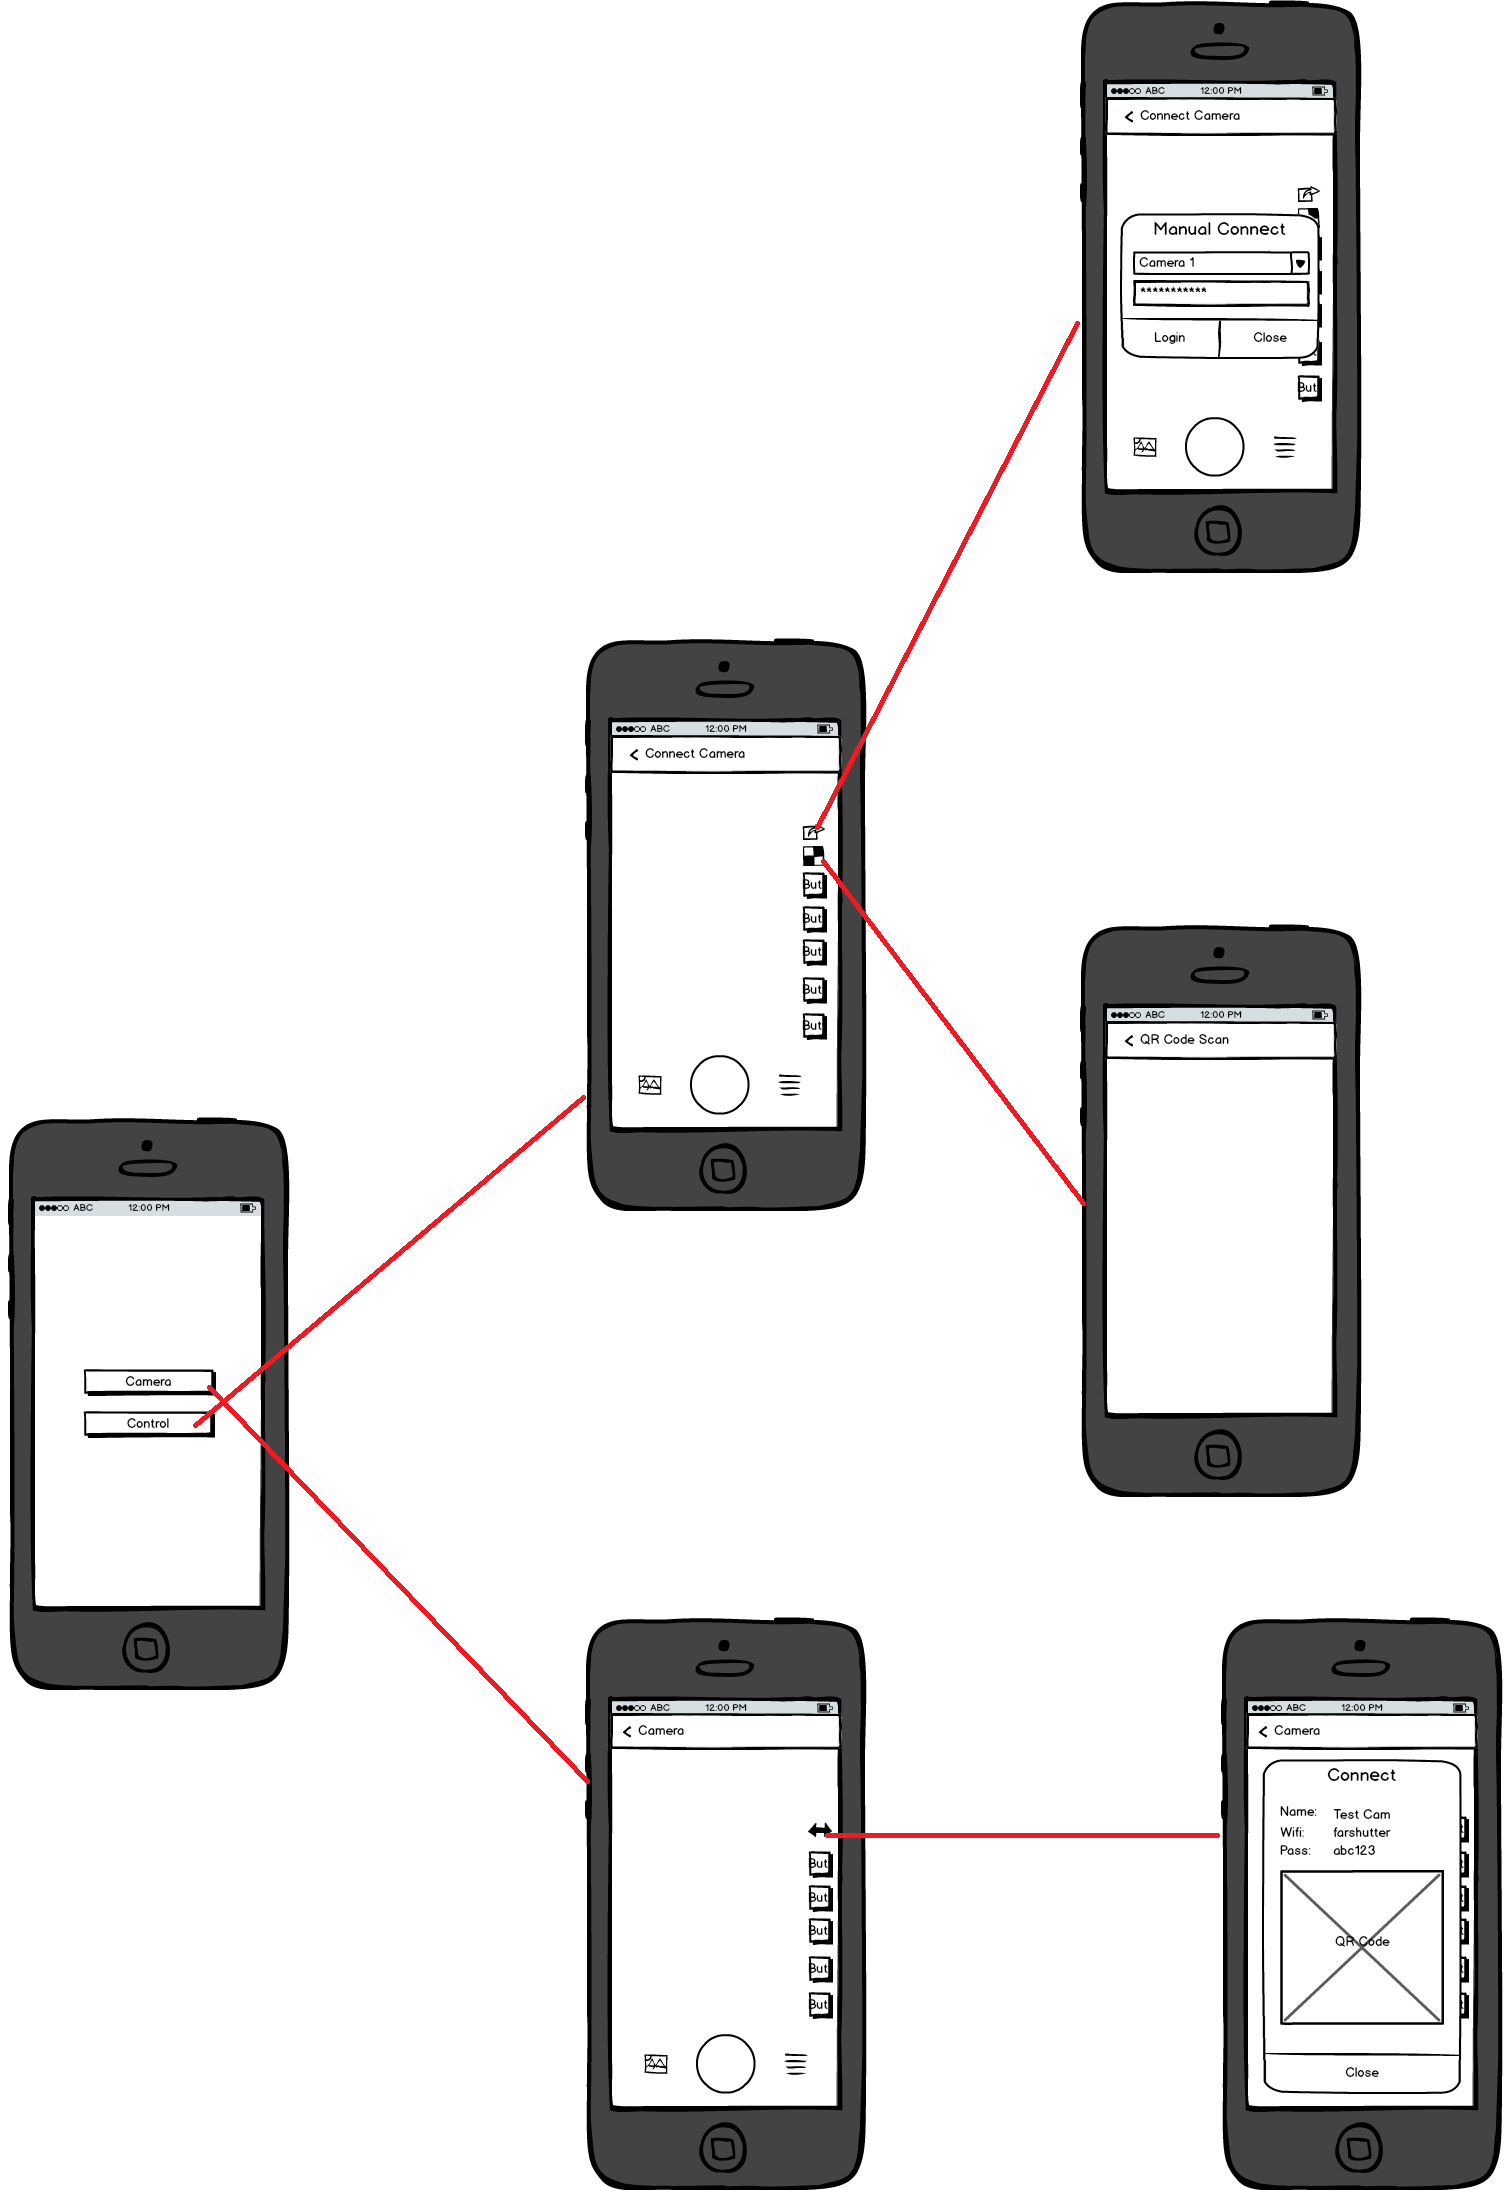 ABC 12:00 PM
Connect Camera
Manual Connect
Camera 1
***********
Login Close
But
ABC 12:00 PM
Connect Camera
But
But
But
But
But
ABC 12:00 PM
QR Code Scan
ABC 12:00 PM
Camera
Control
ABC 12:00 PM
Camera
But
But
But
But
But
ABC 12:00 PM
Camera
Connect
Name: Test Cam
Wifi: farshutter
Pass: abc123
QR Code
Close